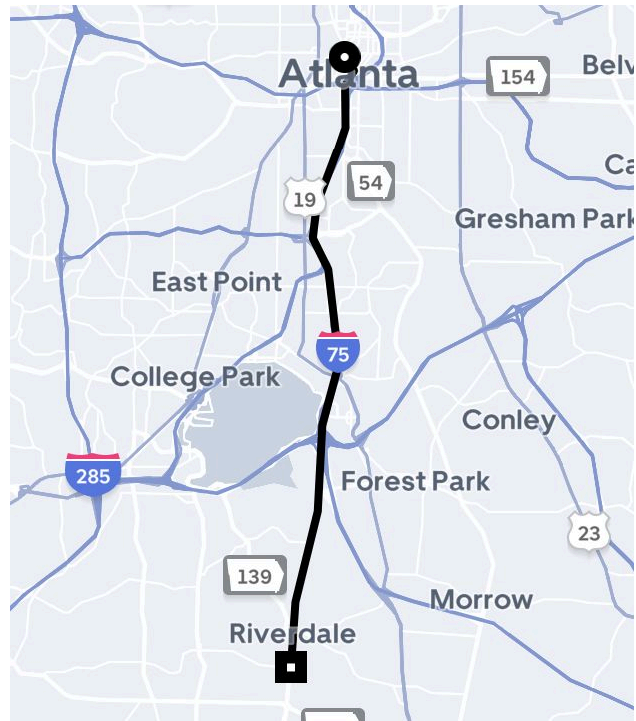 Atlanta
154
Belv
54
Ca
19
Gresham Park
East Point
75
College Park
Conley
285
Forest Park
23
139
Morrow
Riverdale